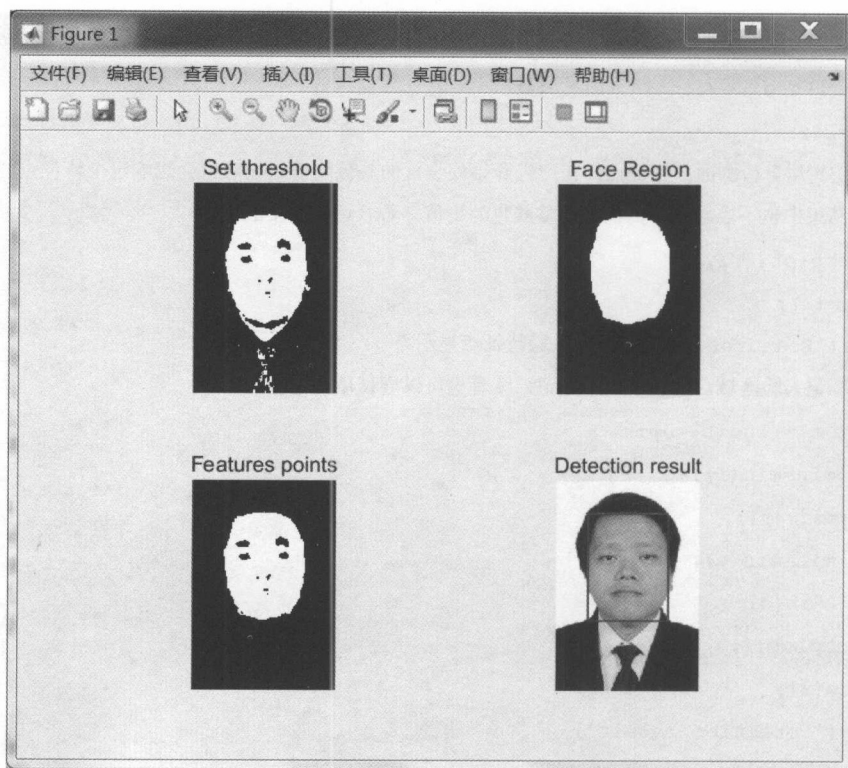 Figure 1
文件(F) 编辑(E) 查看(V) 插入(I) 工具(T) 桌面(D) 窗口(W) 帮助(H)
Set threshold
Face Region
Features points
Detection result